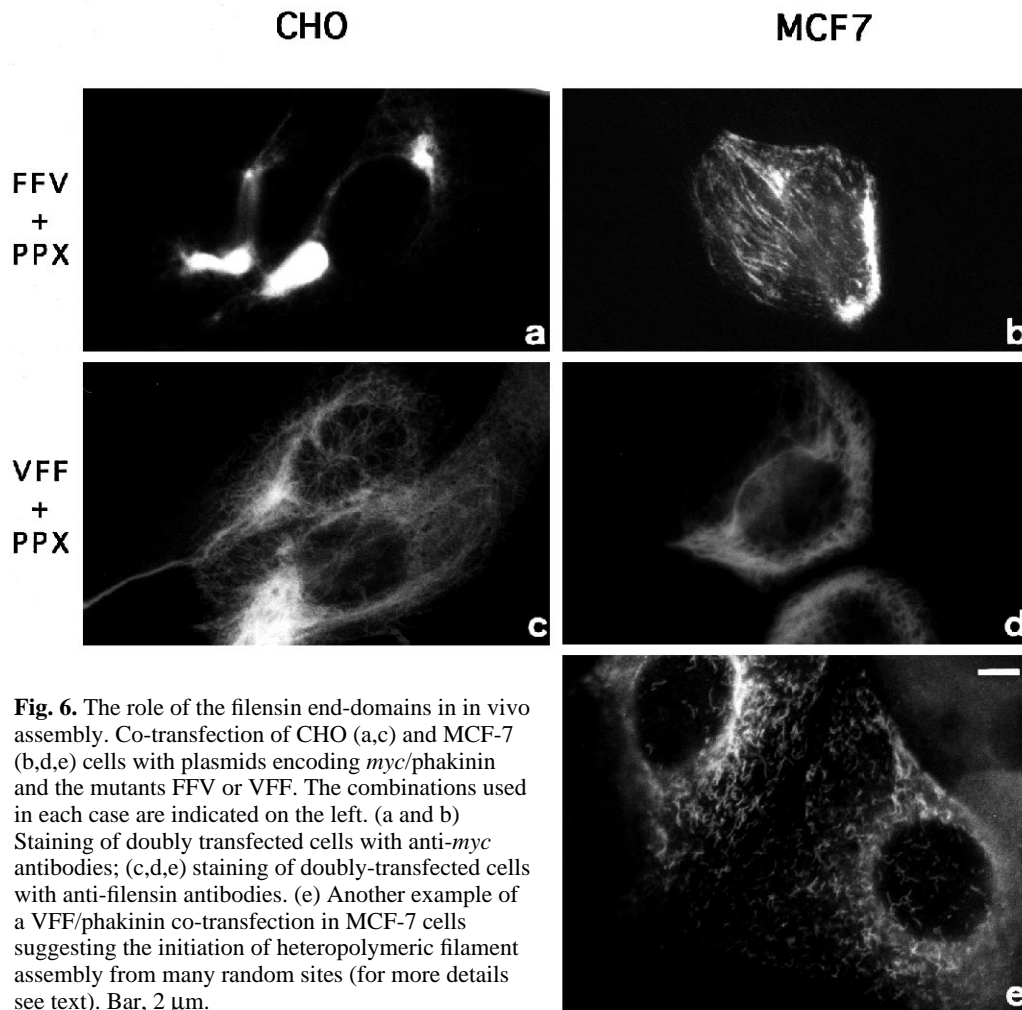 CHO
MCF7
FFV
+
PPX
a
b
VFF
+
PPX
c
d
Fig. 6. The role of the filensin end-domains in in vivo
assembly. Co-transfection of CHO (a,c) and MCF-7
(b,d,e) cells with plasmids encoding myc/phakinin
and the mutants FFV or VFF. The combinations used
in each case are indicated on the left. (a and b)
Staining of doubly transfected cells with anti-myc
antibodies; (c,d,e) staining of doubly-transfected cells
with anti-filensin antibodies. (e) Another example of
a VFF/phakinin co-transfection in MCF-7 cells
suggesting the initiation of heteropolymeric filament
assembly from many random sites (for more details
see text). Bar, 2 μm.
e